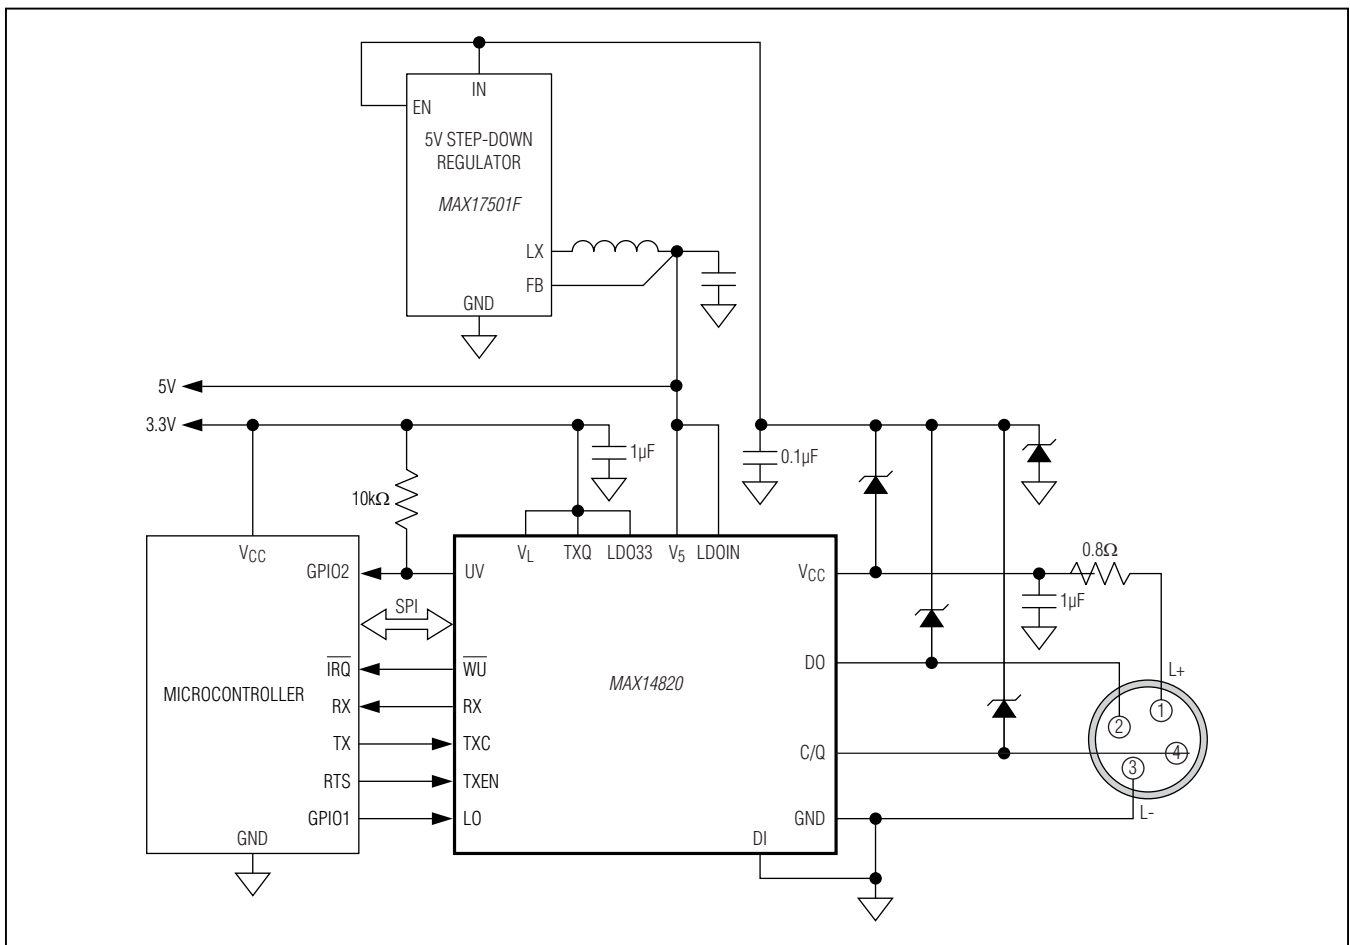 IN
EN
5V STEP-DOWN
REGULATOR
MAX17501F
LX
FB
GND
5V
3.3V
1µF
0.1µF
10kΩ
VCC
VL
TXQ
LDO33
V5
LDOIN
0.8Ω
GPIO2
UV
VCC
1µF
SPI
IRQ
WU
DO
L+
MICROCONTROLLER
MAX14820
RX
RX
1
2
TX
TXC
C/Q
4
3
RTS
TXEN
GPIO1
LO
GND
L-
GND
DI